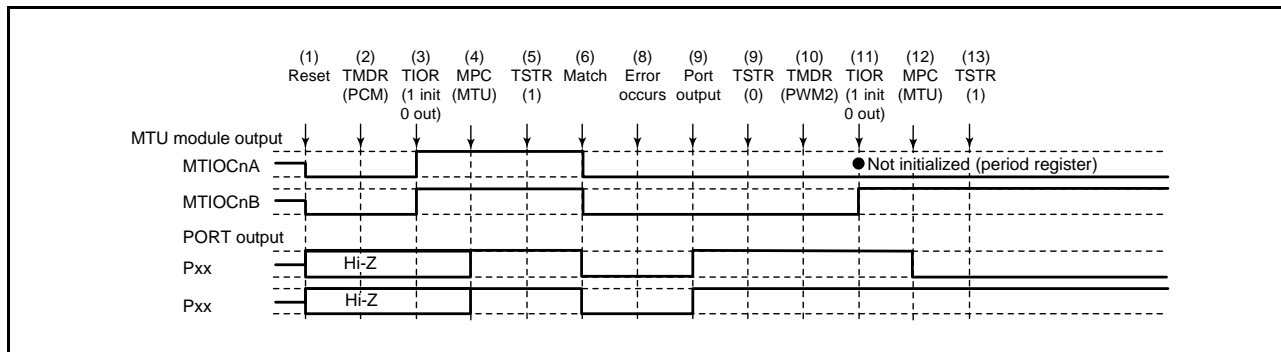 (1) (2) (3) (4) (5) (6) (8) (9) (9) (10) (11) (12) (13)
Reset TMDR TIOR MPC TSTR Match Error Port TSTR TMDR TIOR MPC TSTR
(PCM) (1 init (MTU) (1) occurs output (0) (PWM2) (1 init (MTU) (1)
0 out) 0 out)
MTU module output
MTIOCnA Not initialized (period register)
MTIOCnB
PORT output
Pxx Hi-Z
Pxx Hi-Z